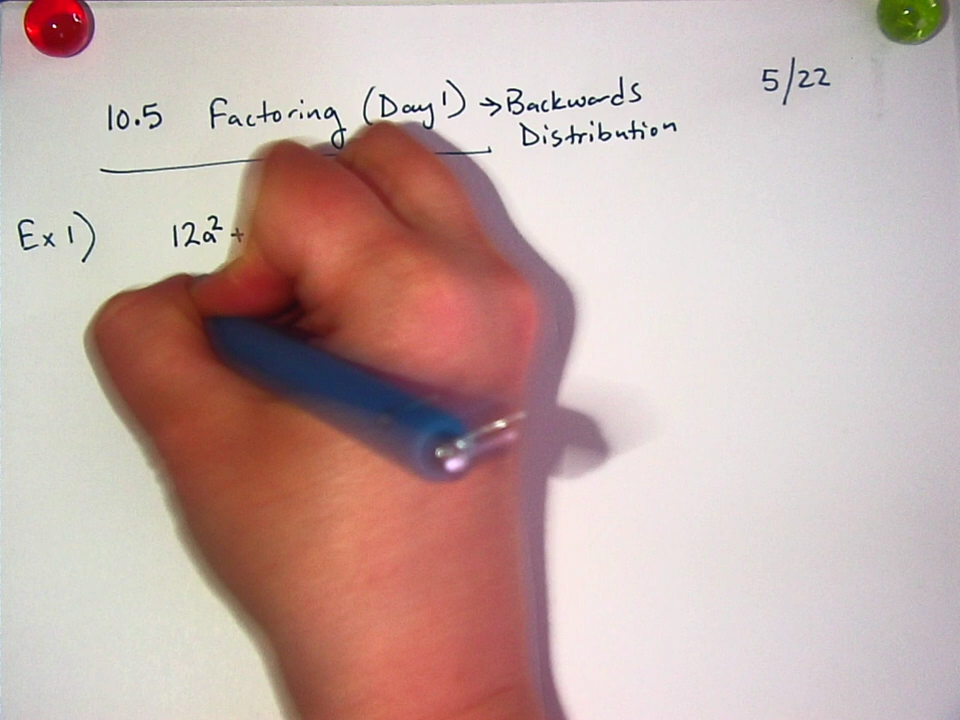 10.5 Factoring (Day 1) → Backwards 5/22
Distribution
Ex 1) 12a² +